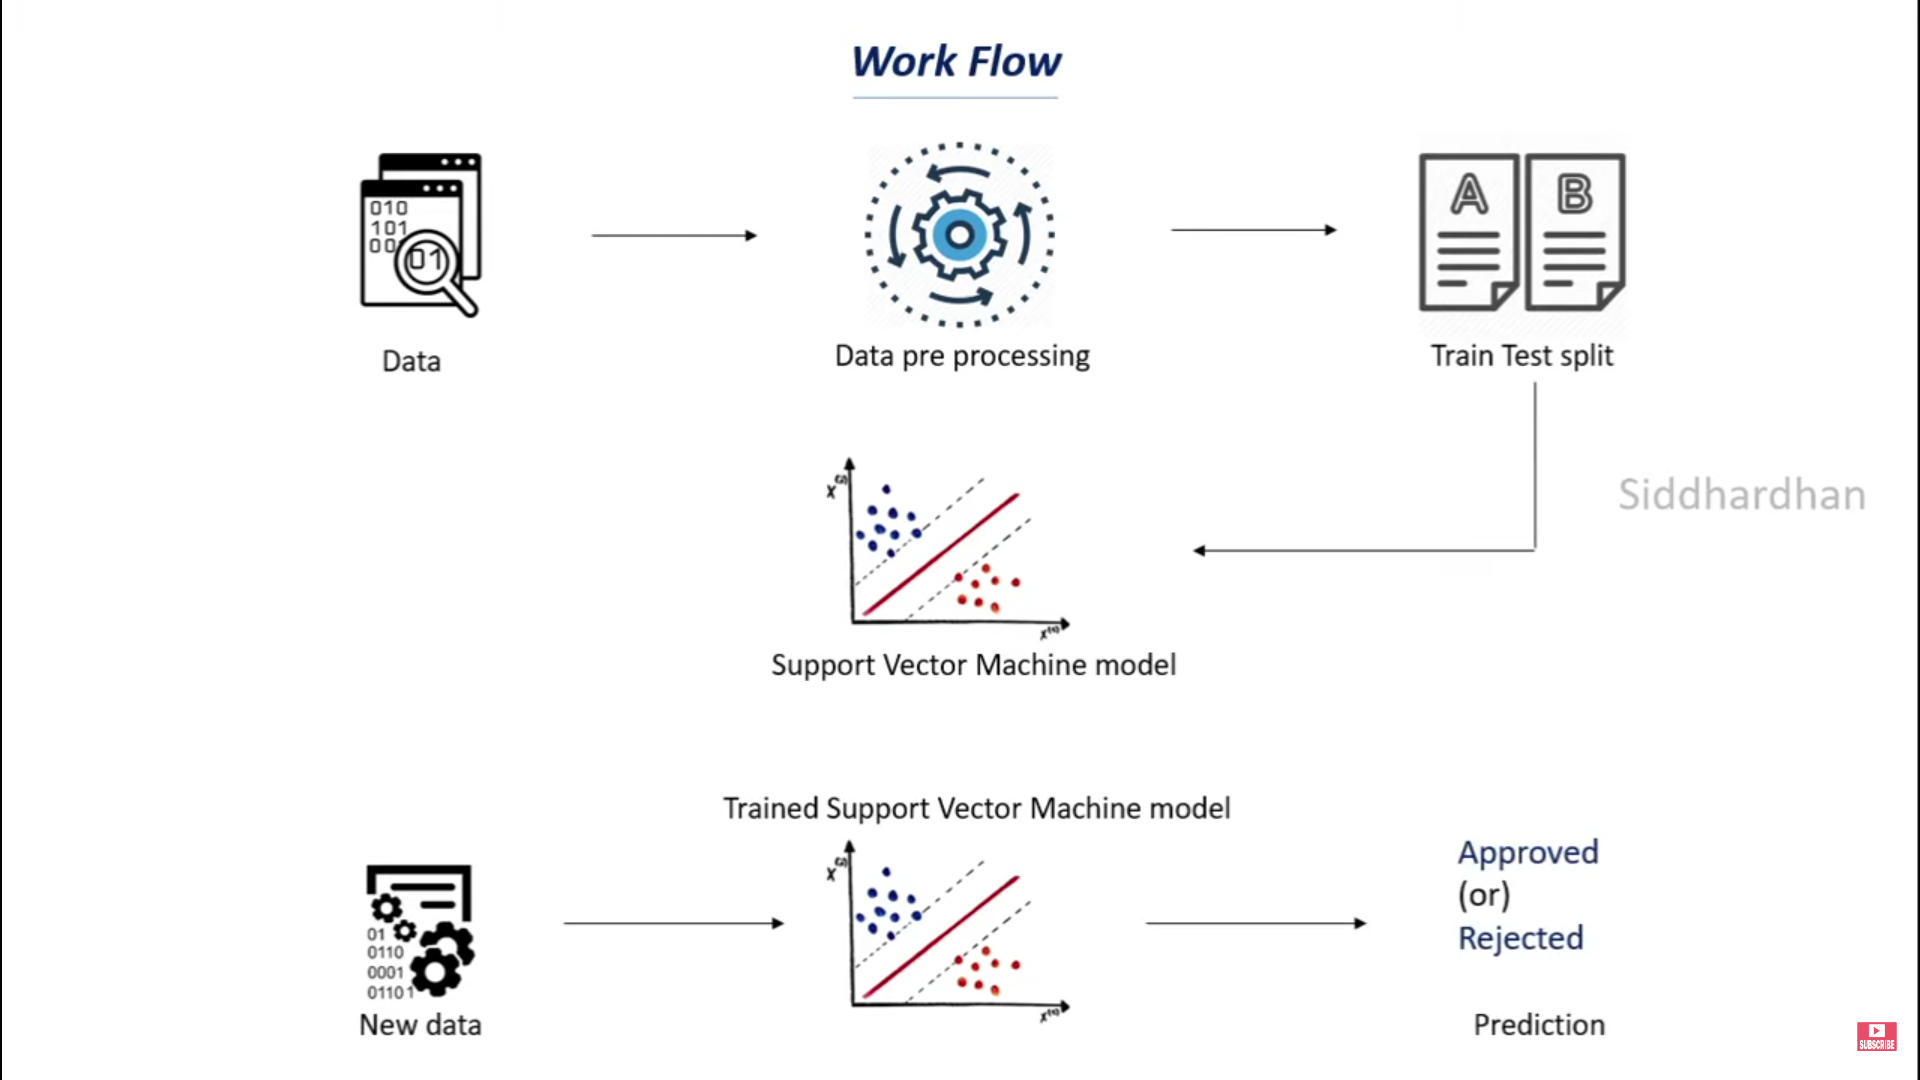 Work Flow
010
101
00
01
A
B
Data
Data pre processing
Train Test split
Siddhardhan
X(2)
X(1)
Support Vector Machine model
Trained Support Vector Machine model
X(2)
X(1)
Approved
(or)
Rejected
01
0110
0001
01101
New data
Prediction
SUBSCRIBE